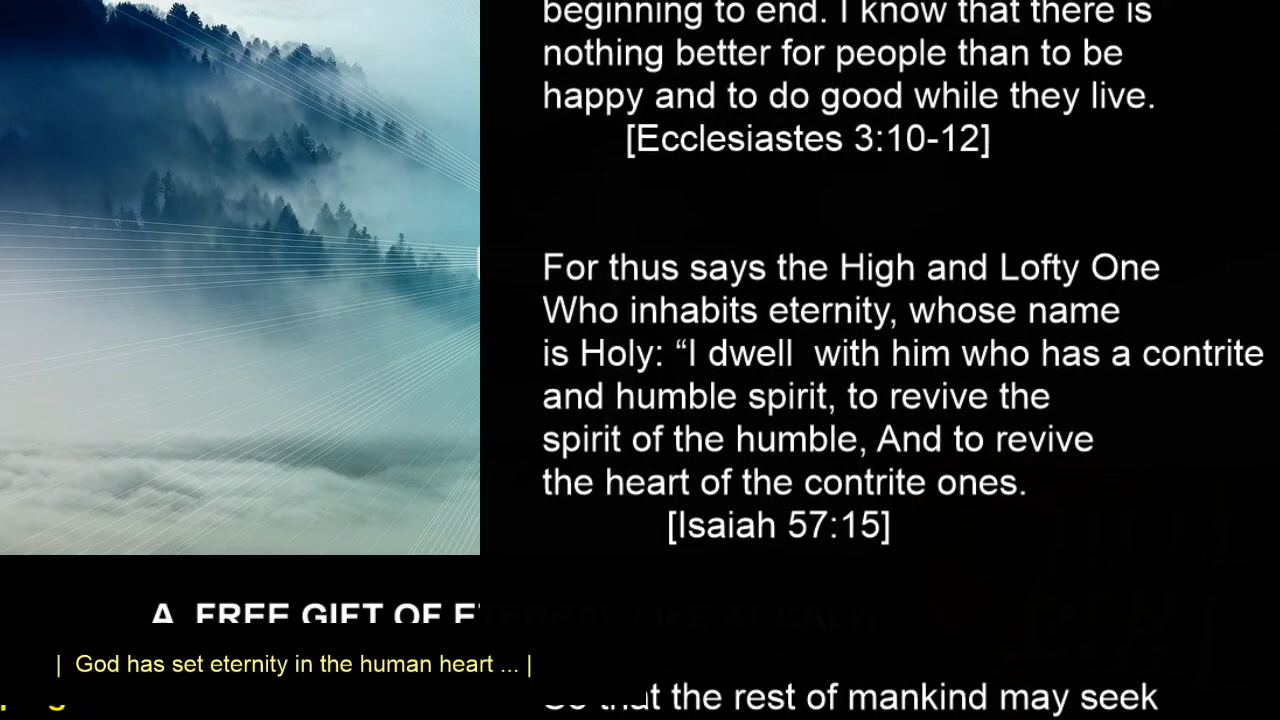 beginning to end. I know that there is
nothing better for people than to be
happy and to do good while they live.
[Ecclesiastes 3:10-12]
For thus says the High and Lofty One
Who inhabits eternity, whose name
is Holy: “I dwell  with him who has a contrite
and humble spirit, to revive the
spirit of the humble, And to revive
the heart of the contrite ones.
[Isaiah 57:15]
A  FREE GIFT OF
| God has set eternity in the human heart ... |
So that the rest of mankind may seek